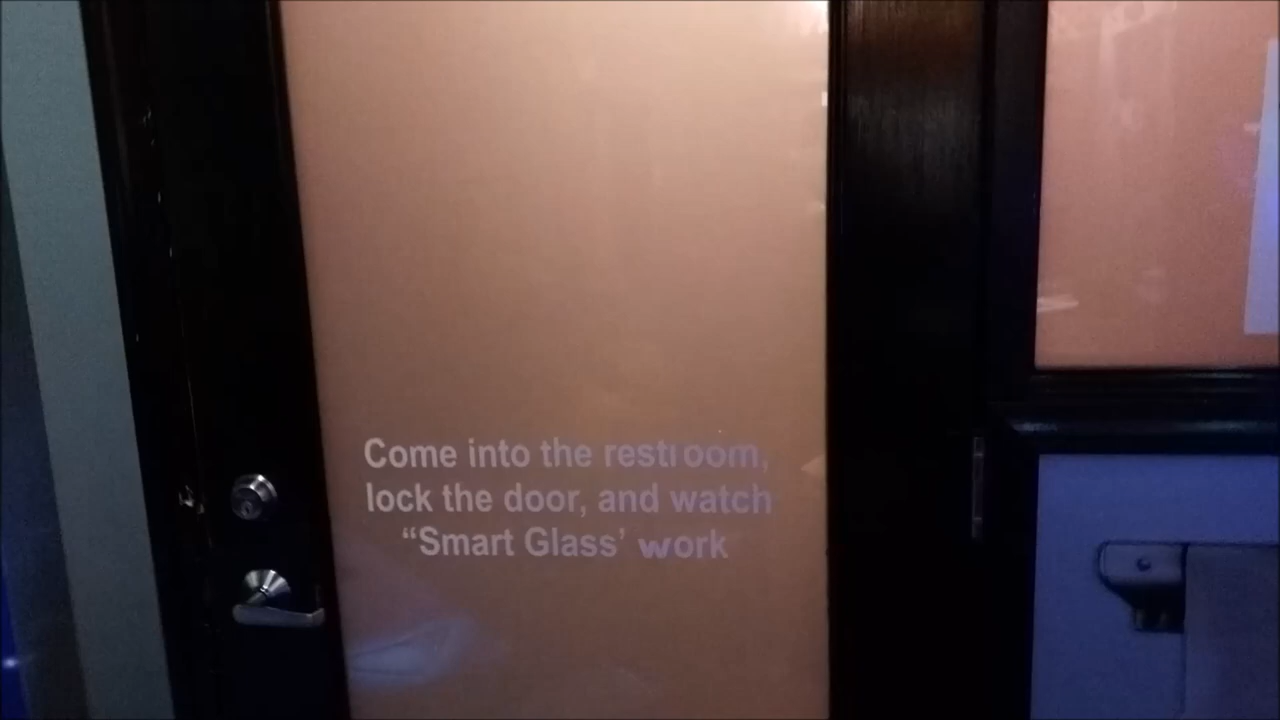 Come into the restroom,
lock the door, and watch
“Smart Glass’ work